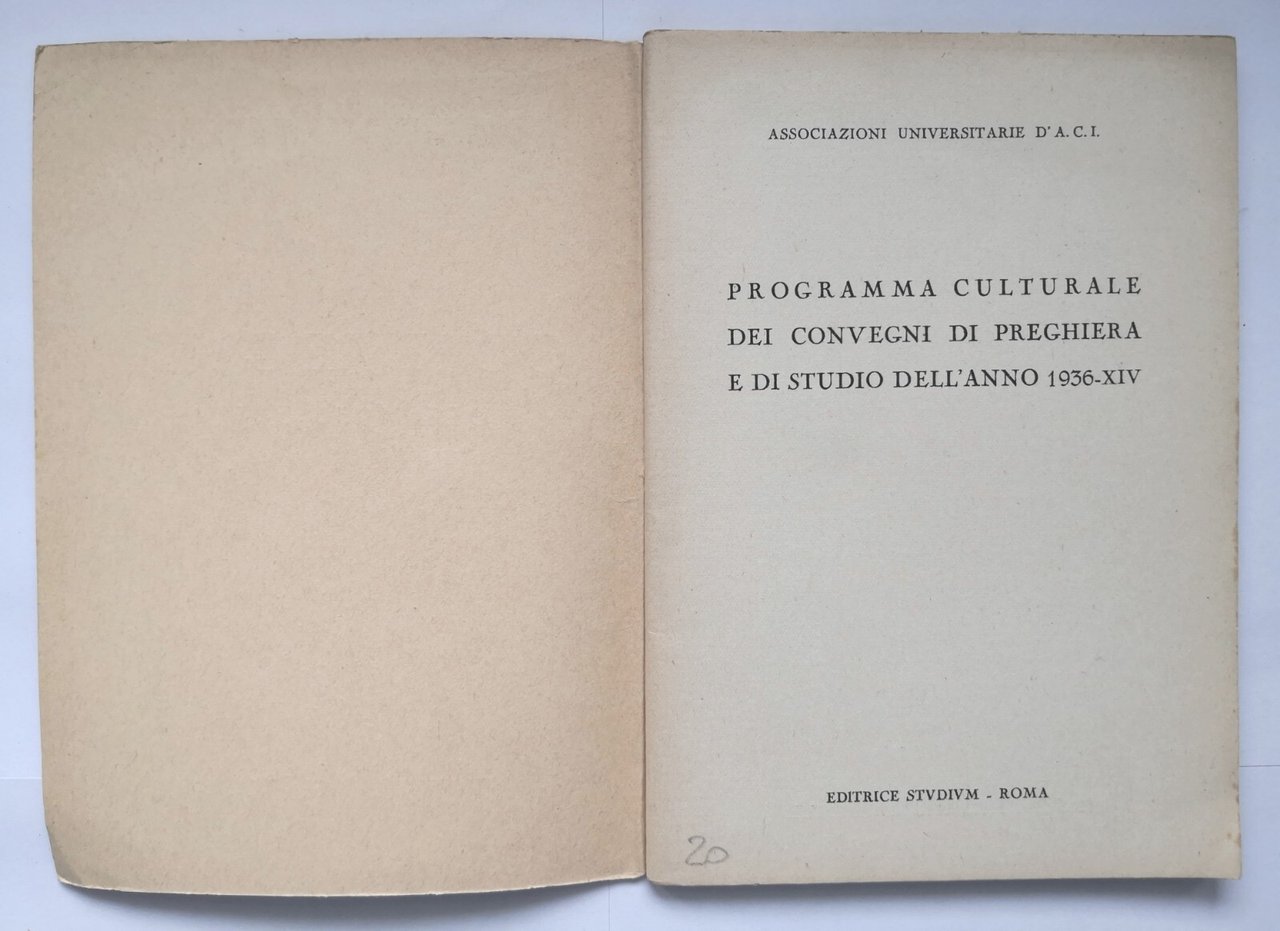 ASSOCIAZIONI UNIVERSITARIE D'A.C.I.
PROGRAMMA CULTURALE
DEI CONVEGNI DI PREGHIERA
E DI STUDIO DELL'ANNO 1936-XIV
EDITRICE STVDIVM - ROMA
20